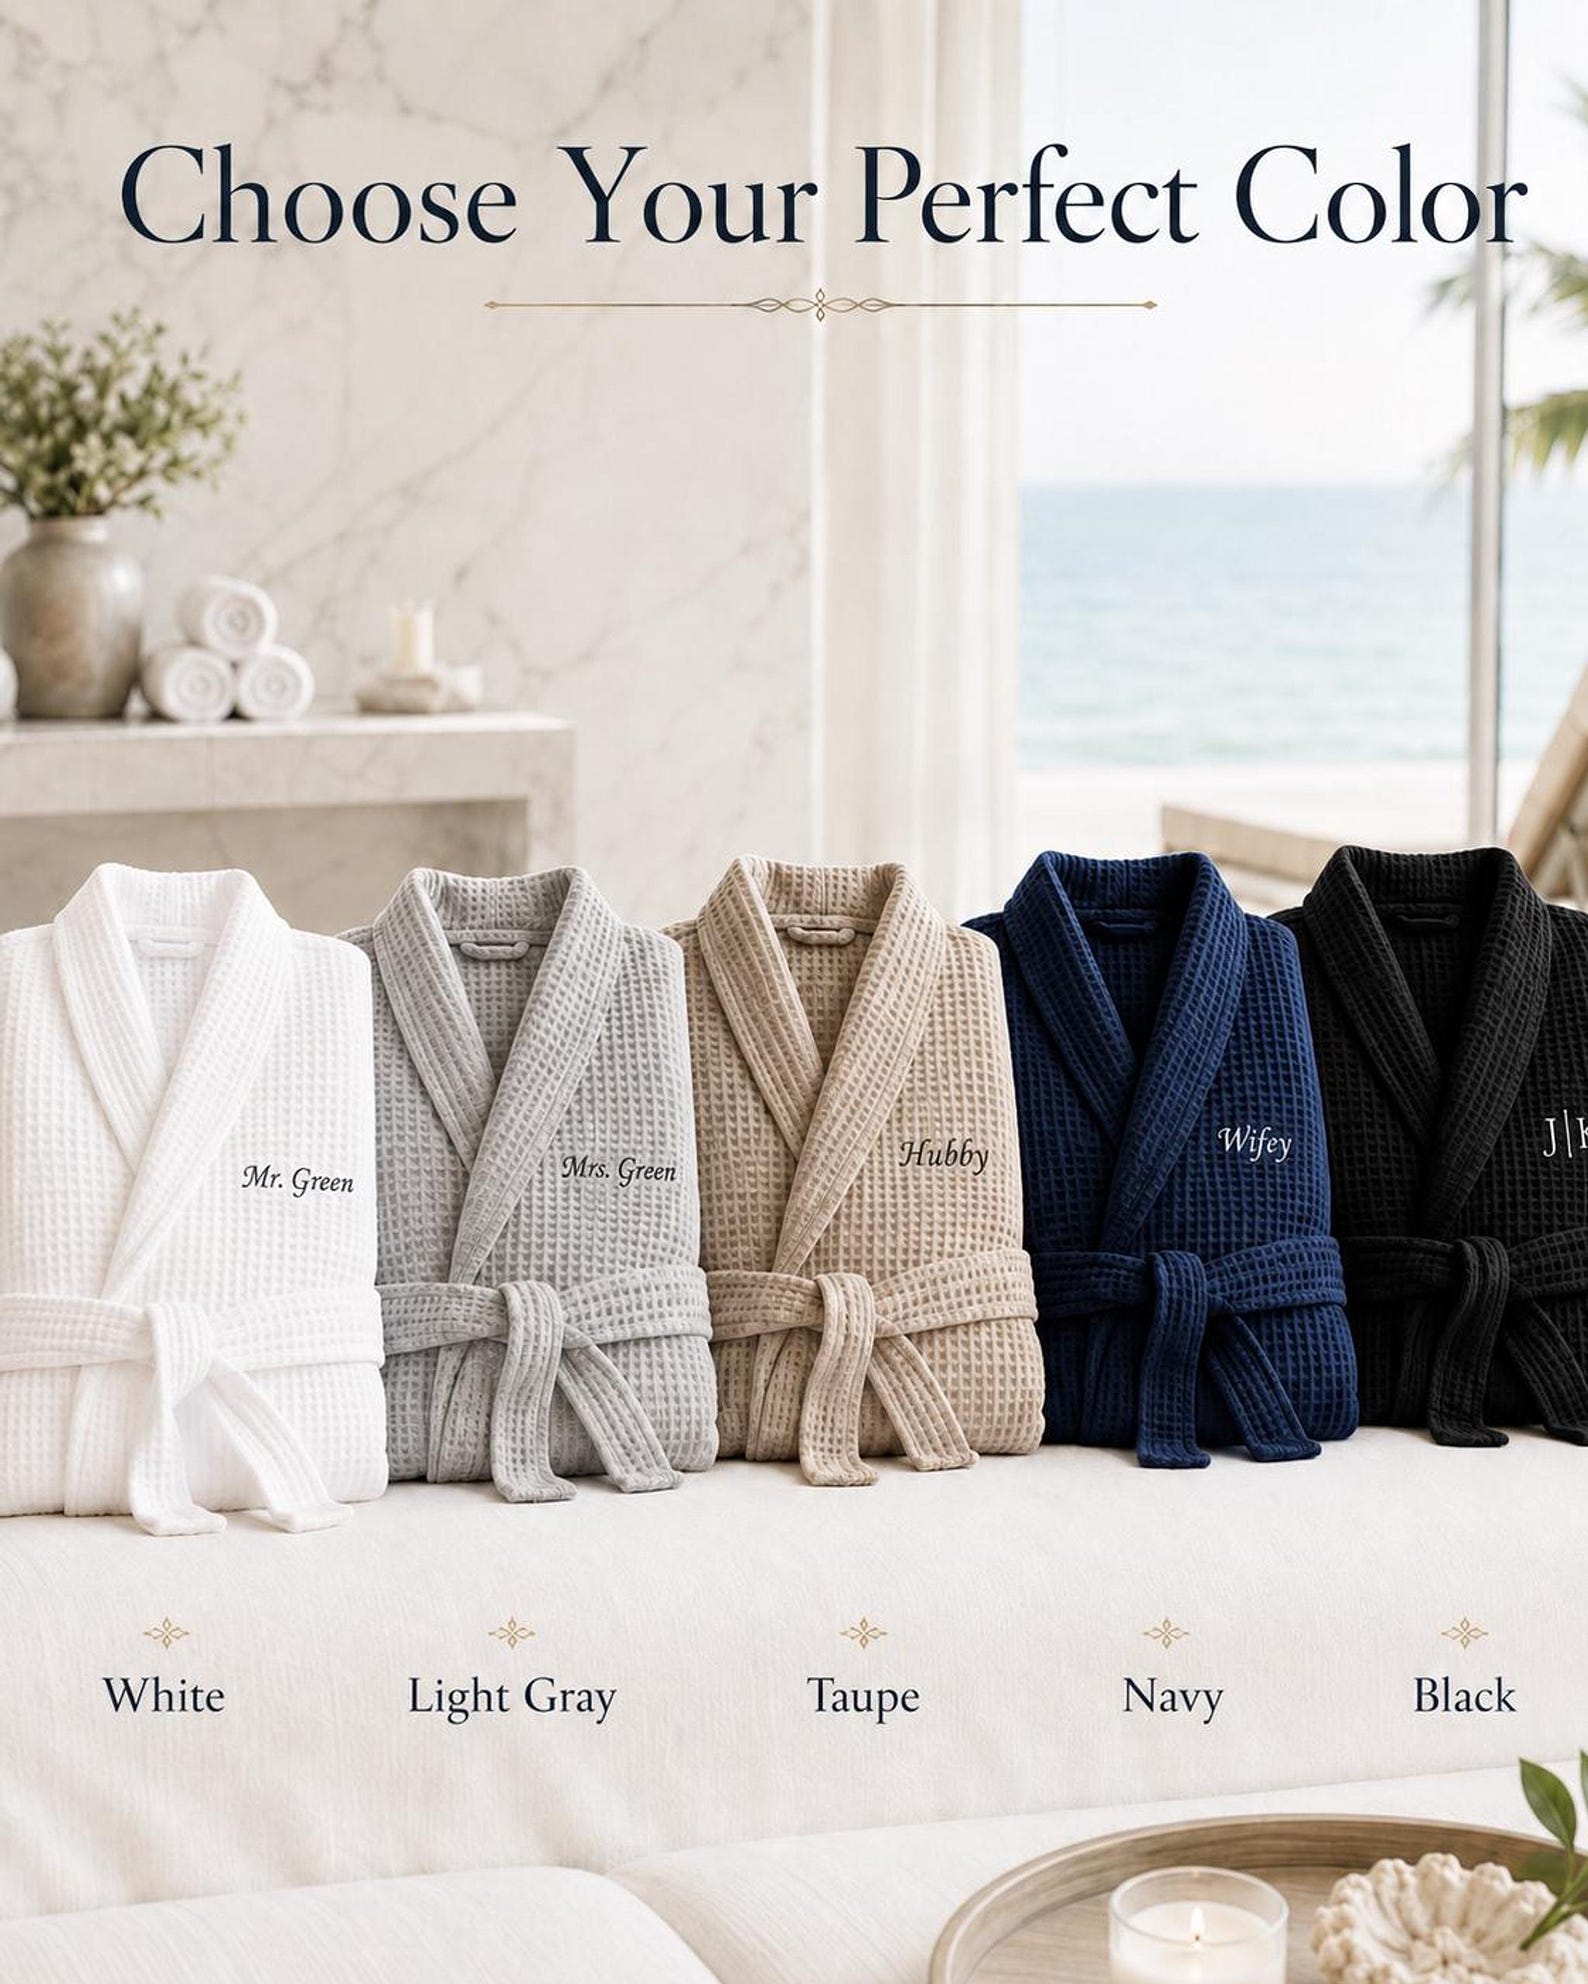 Choose Your Perfect Color
Mr. Green
Mrs. Green
Hubby
Wifey
J|K
White
Light Gray
Taupe
Navy
Black